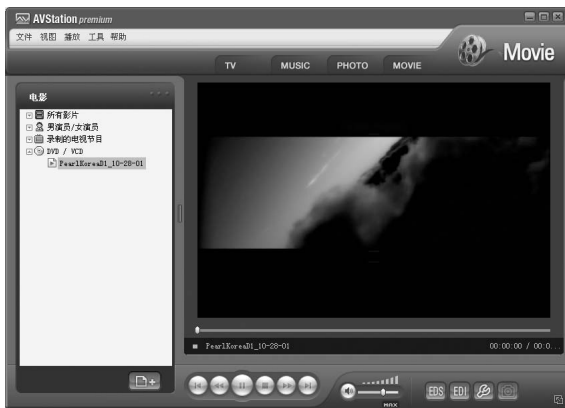 AVStation premium
文件 视图 播放 工具 帮助
TV MUSIC PHOTO MOVIE
Movie
电影
所有影片
男演员/女演员
录制的电视节目
DVD / VCD
PearlKoreaD1_10-28-01
PearlKoreaD1_10-28-01 00:00:00 / 00:0...
MAX
EDS EDI